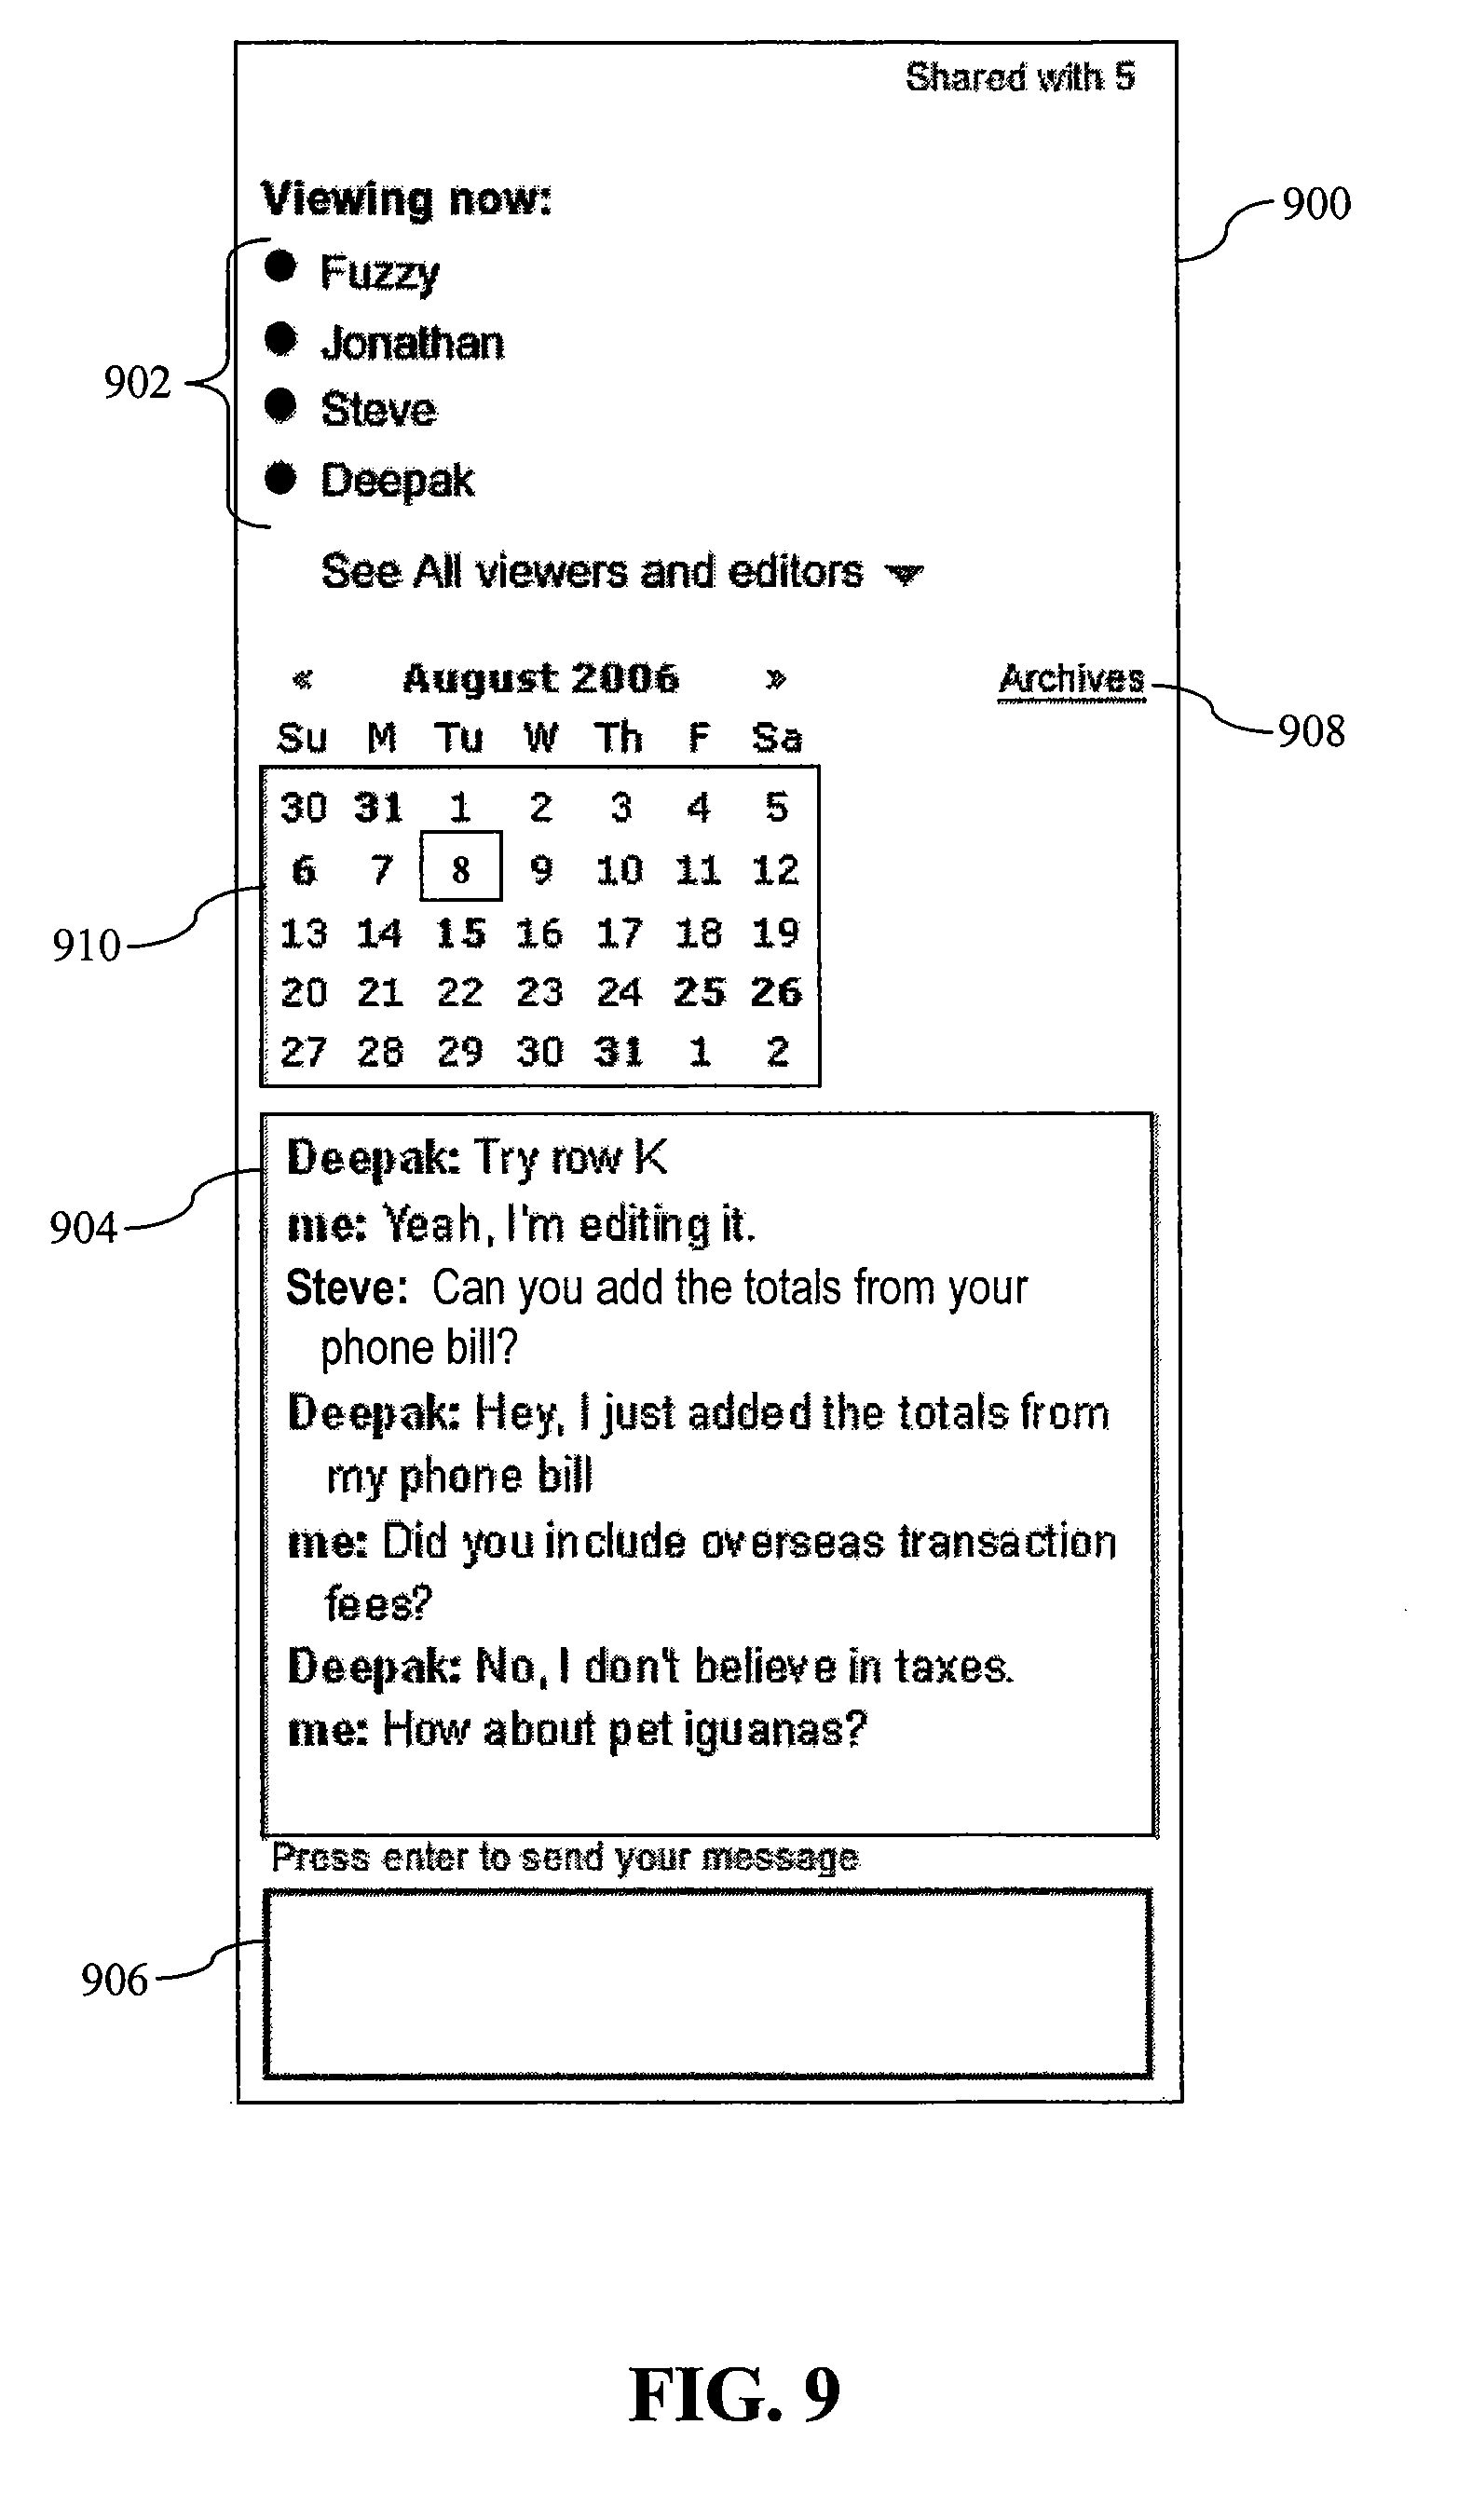 Shared with 5
Viewing now:
900
● Fuzzy
● Jonathan
902
● Steve
● Deepak
See All viewers and editors ▼
« August 2006 »
Archives
908
Su M Tu W Th F Sa
30 31 1 2 3 4 5
6 7 8 9 10 11 12
910
13 14 15 16 17 18 19
20 21 22 23 24 25 26
27 28 29 30 31 1 2
Deepak: Try row K
904
me: Yeah, I'm editing it.
Steve: Can you add the totals from your
phone bill?
Deepak: Hey, I just added the totals from
my phone bill
me: Did you include overseas transaction
fees?
Deepak: No, I don't believe in taxes.
me: How about pet iguanas?
Press enter to send your message
906
FIG. 9